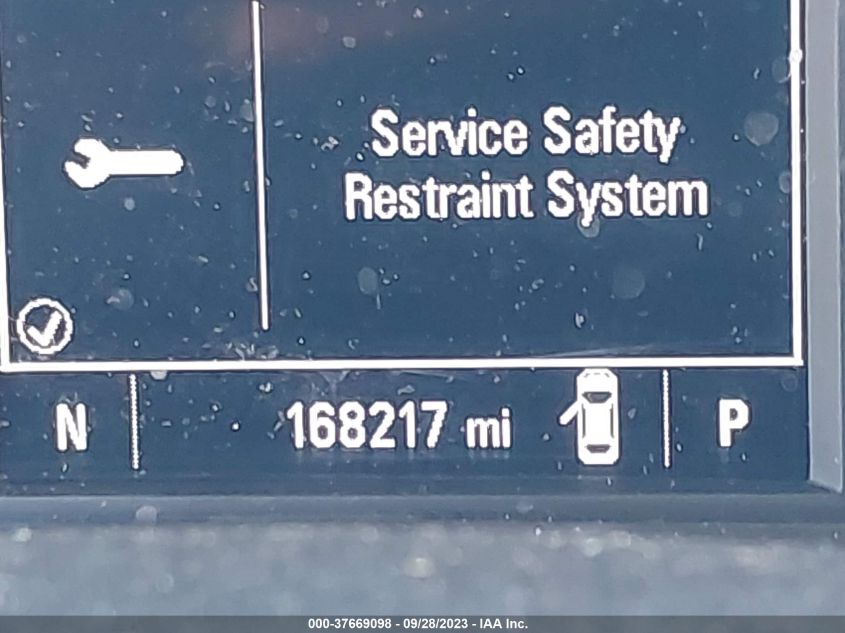 Service Safety
Restraint System
N 168217 mi P
000-37669098 - 09/28/2023 - IAA Inc.